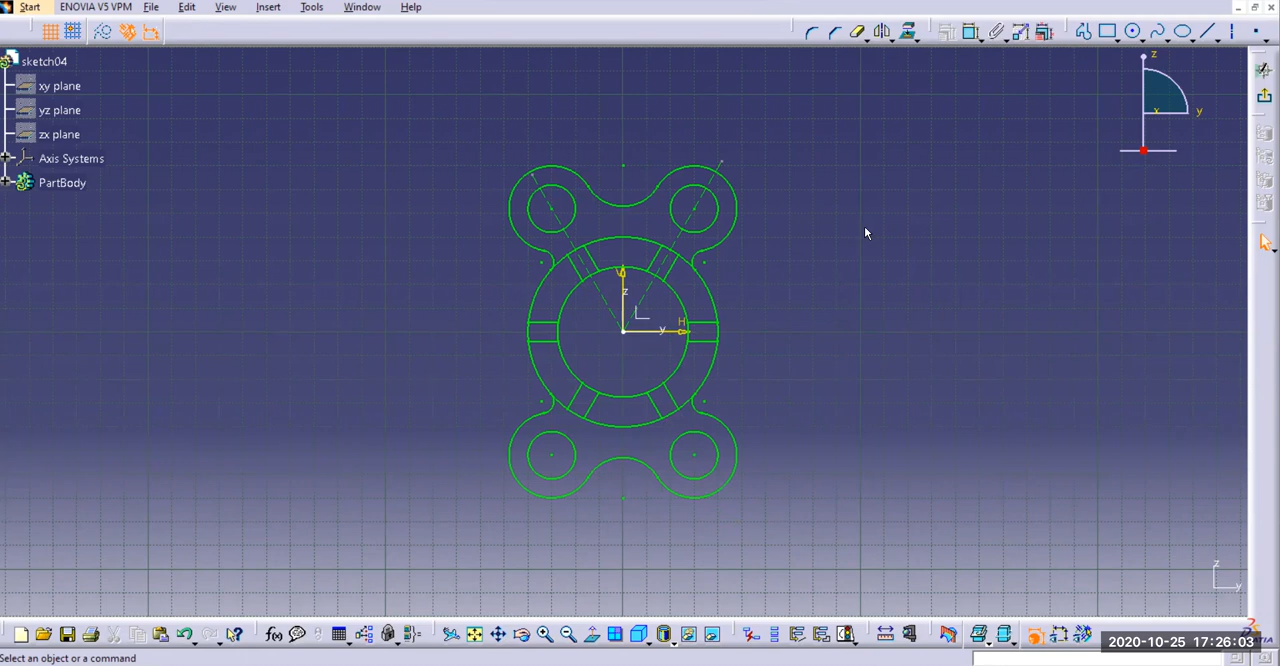 Start ENOVIA V5 VPM File Edit View Insert Tools Window Help
sketch04
xy plane
yz plane
zx plane
Axis Systems
PartBody
z
x y
V
z
H
y
z
y
f(x)
2020-10-25 17:26:03
Select an object or a command